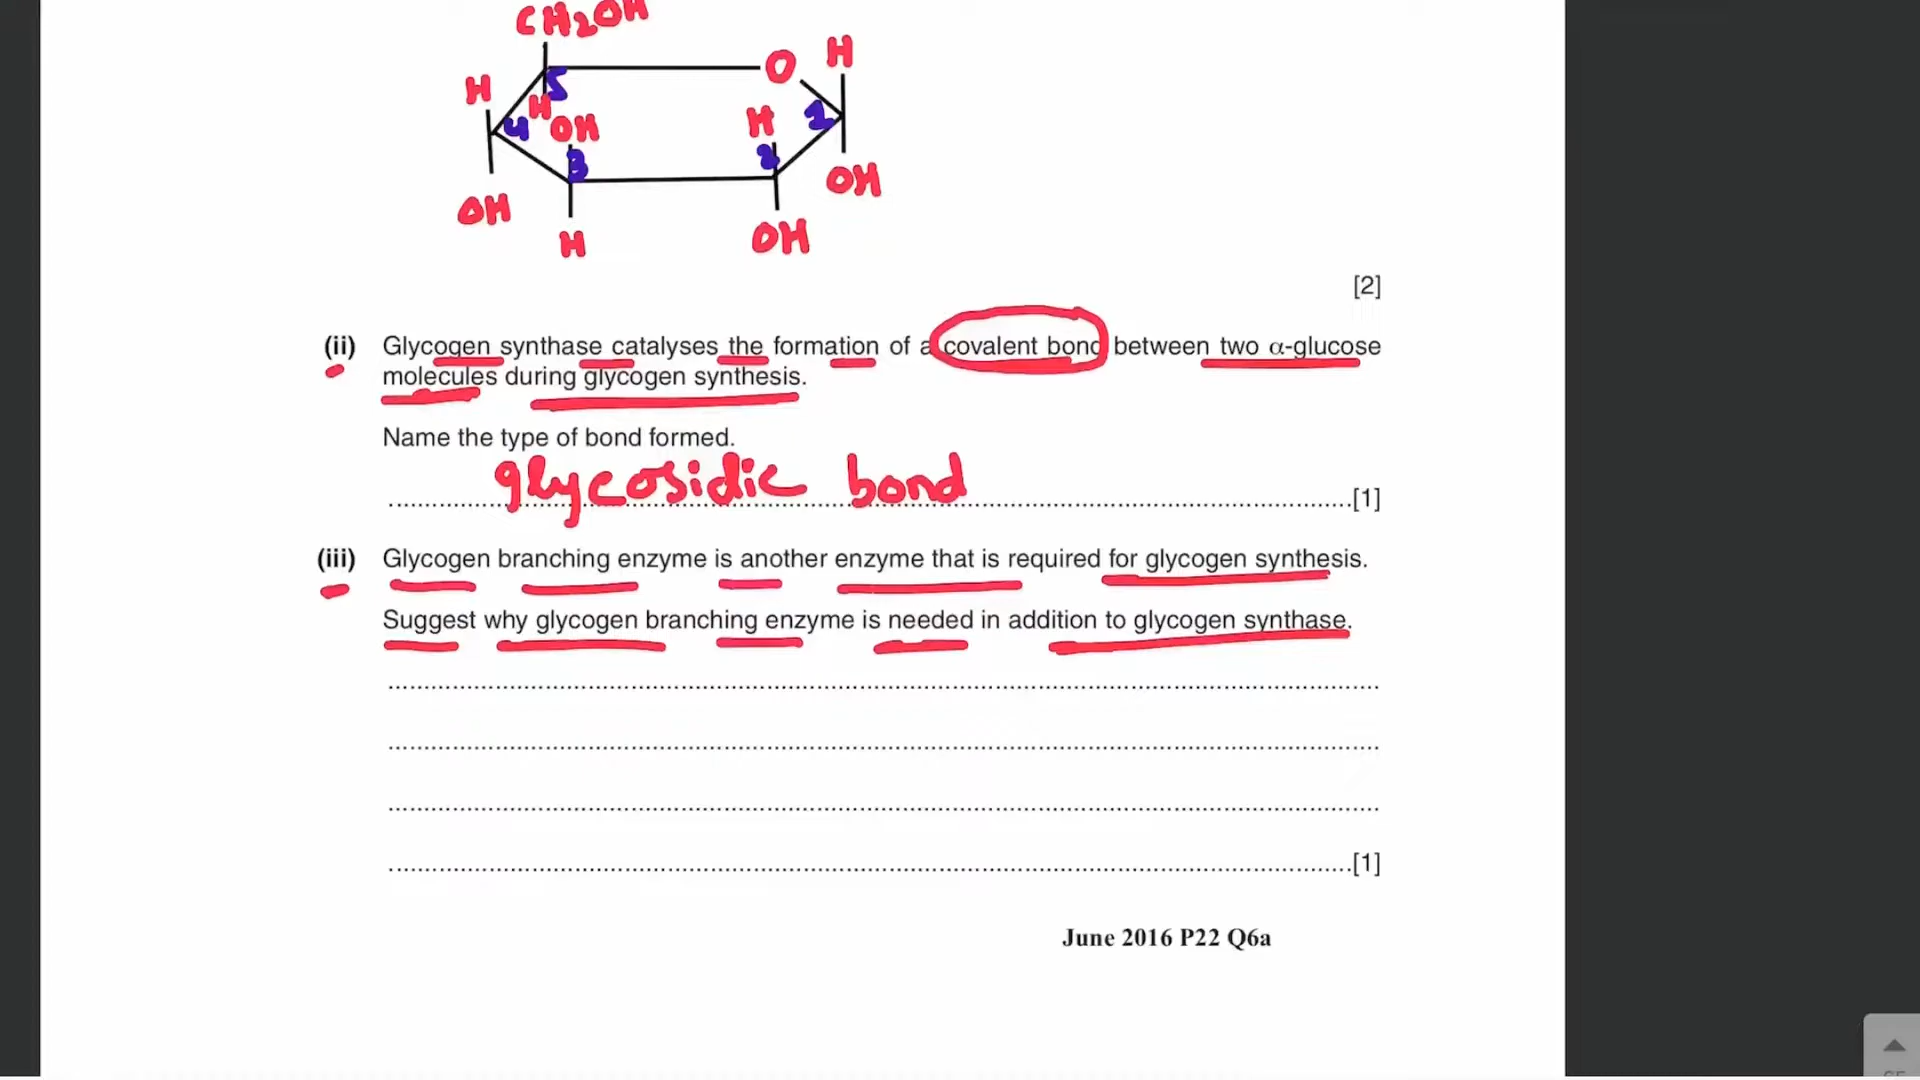 CH2OH
H O H
5
H
4 OH H 1
3 2
OH OH
H OH
[2]
(ii) Glycogen synthase catalyses the formation of a covalent bond between two α-glucose
molecules during glycogen synthesis.
Name the type of bond formed.
glycosidic bond
[1]
(iii) Glycogen branching enzyme is another enzyme that is required for glycogen synthesis.
Suggest why glycogen branching enzyme is needed in addition to glycogen synthase.
[1]
June 2016 P22 Q6a